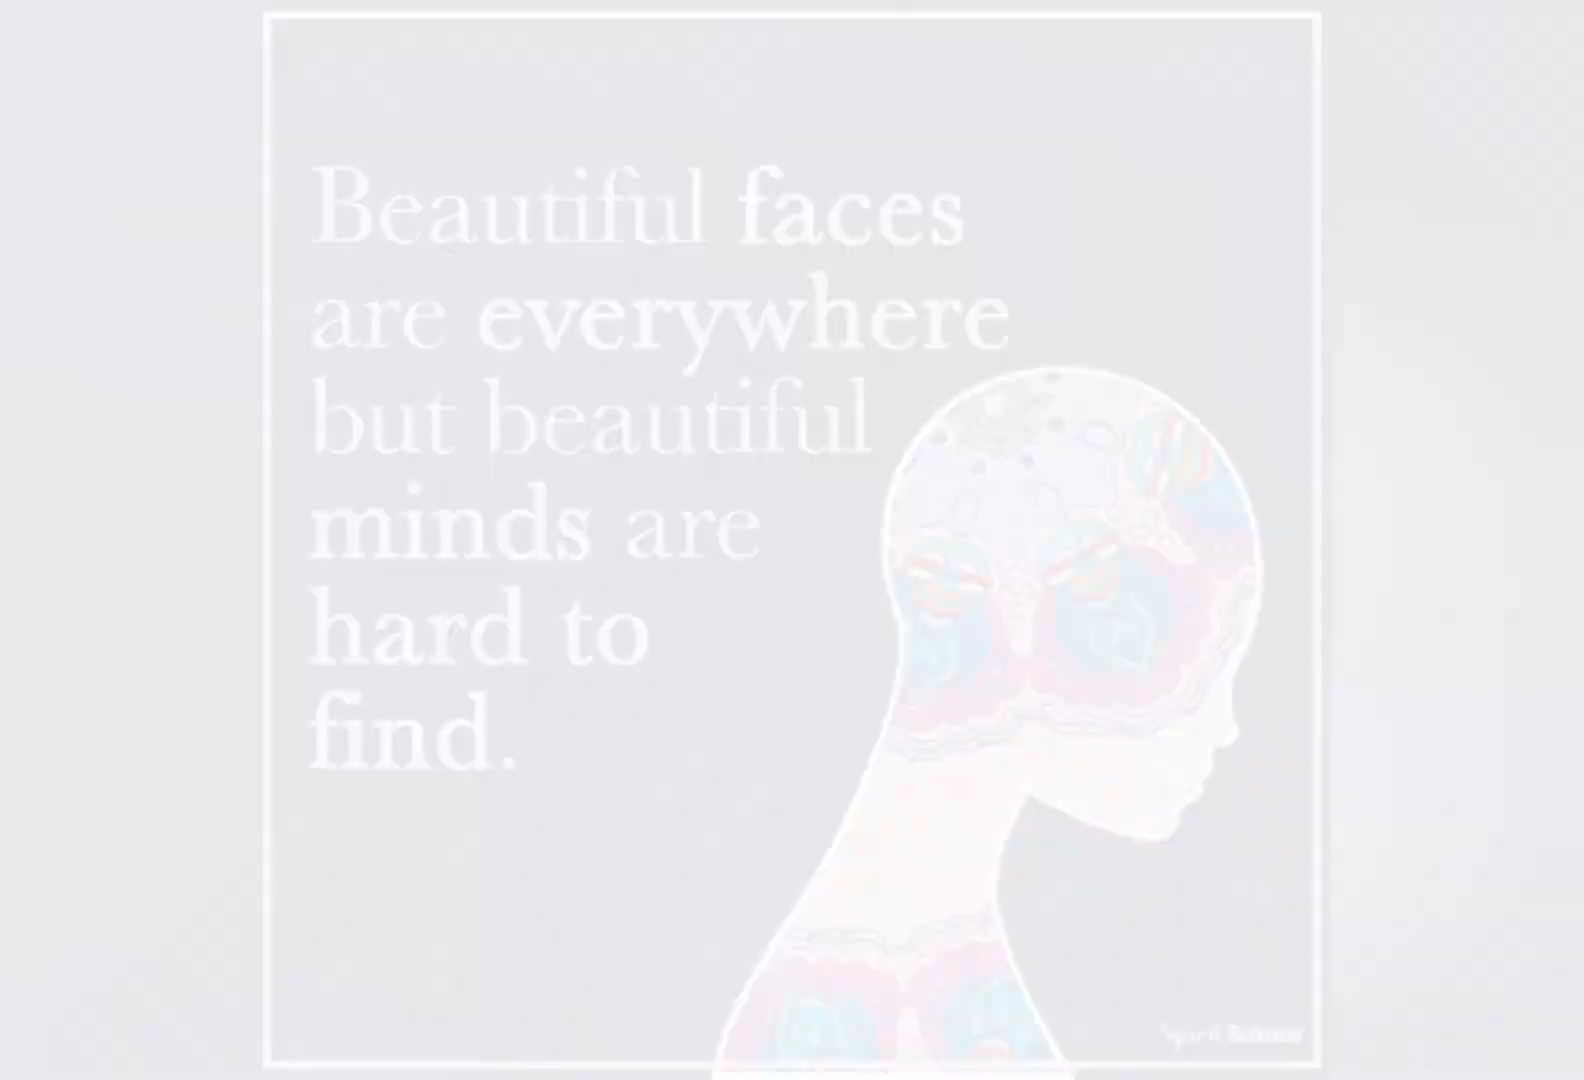 Beautiful faces
are everywhere
but beautiful
minds are
hard to
find.